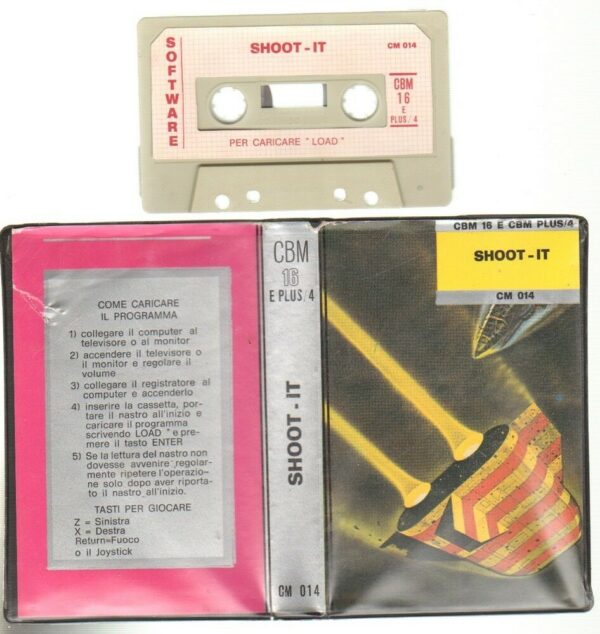 SOFTWARE
SHOOT-IT
CM 014
CBM
16
E
PLUS/4
PER CARICARE "LOAD"
COME CARICARE
IL PROGRAMMA
1) collegare il computer al
televisore o al monitor
2) accendere il televisore o
il monitor e regolare il
volume
3) collegare il registratore al
computer e accenderlo
4) inserire la cassetta, por-
tare il nastro all'inizio e
caricare il programma
scrivendo LOAD " e pre-
mere il tasto ENTER
5) Se la lettura del nastro non
dovesse avvenire regolar-
mente ripetere l'operazio-
ne solo dopo aver riporta-
to il nastro all'inizio.
TASTI PER GIOCARE
Z = Sinistra
X = Destra
Return=Fuoco
o il Joystick
CBM
16
E PLUS/4
SHOOT-IT
CM 014
CBM 16 E CBM PLUS/4
SHOOT-IT
CM 014